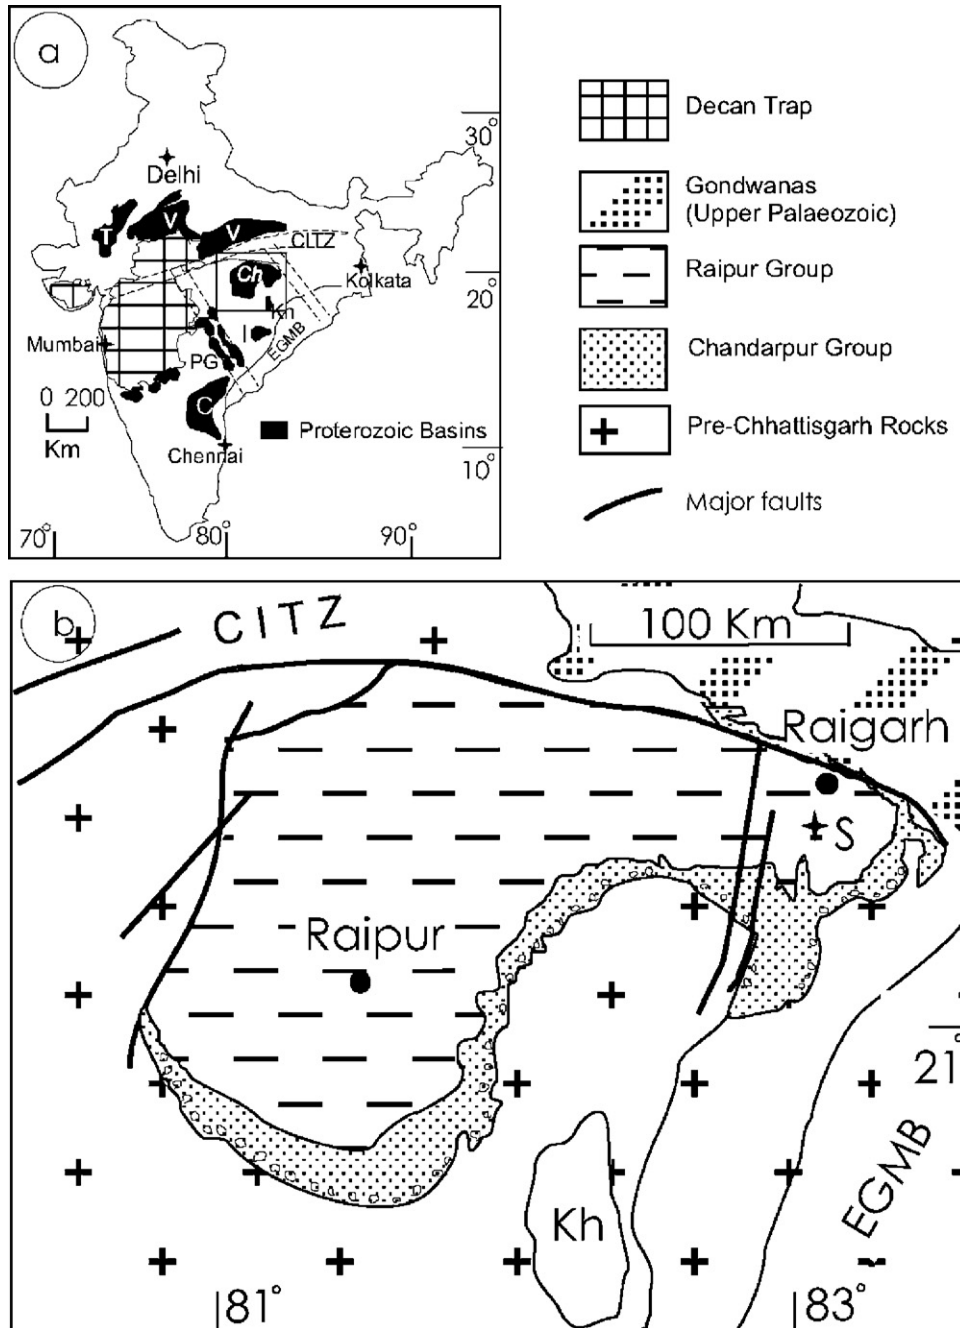 a
30°
Delhi
T
V
V
CLTZ
Ch
Kolkata
20°
Kn
I
Mumbai
PG
EGMB
0 200
Km
C
Proterozoic Basins
Chennai
10°
70°
80°
90°
Decan Trap
Gondwanas
(Upper Palaeozoic)
Raipur Group
Chandarpur Group
Pre-Chhattisgarh Rocks
Major faults
b
CITZ
100 Km
Raigarh
S
Raipur
21°
EGMB
Kh
81°
83°